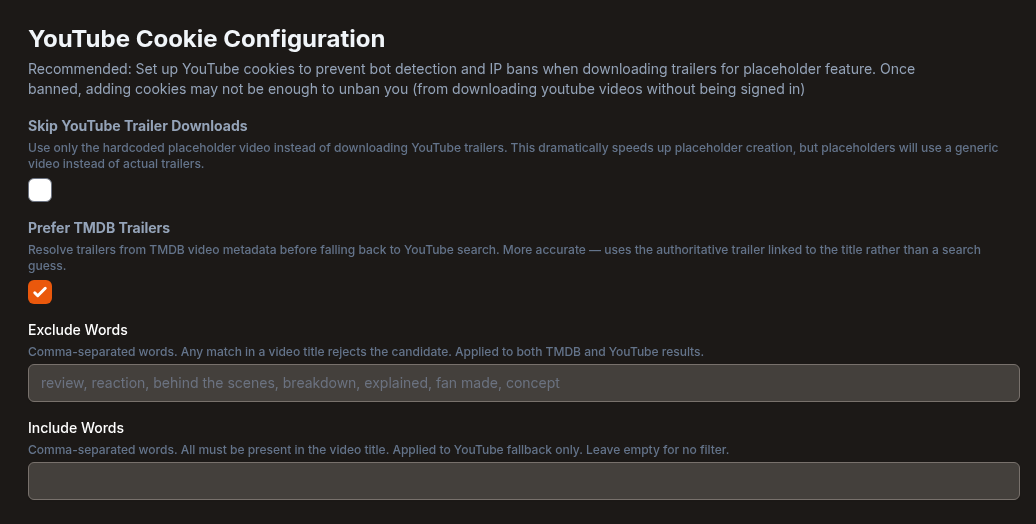 YouTube Cookie Configuration
Recommended: Set up YouTube cookies to prevent bot detection and IP bans when downloading trailers for placeholder feature. Once
banned, adding cookies may not be enough to unban you (from downloading youtube videos without being signed in)
Skip YouTube Trailer Downloads
Use only the hardcoded placeholder video instead of downloading YouTube trailers. This dramatically speeds up placeholder creation, but placeholders will use a generic
video instead of actual trailers.
Prefer TMDB Trailers
Resolve trailers from TMDB video metadata before falling back to YouTube search. More accurate — uses the authoritative trailer linked to the title rather than a search
guess.
Exclude Words
Comma-separated words. Any match in a video title rejects the candidate. Applied to both TMDB and YouTube results.
review, reaction, behind the scenes, breakdown, explained, fan made, concept
Include Words
Comma-separated words. All must be present in the video title. Applied to YouTube fallback only. Leave empty for no filter.